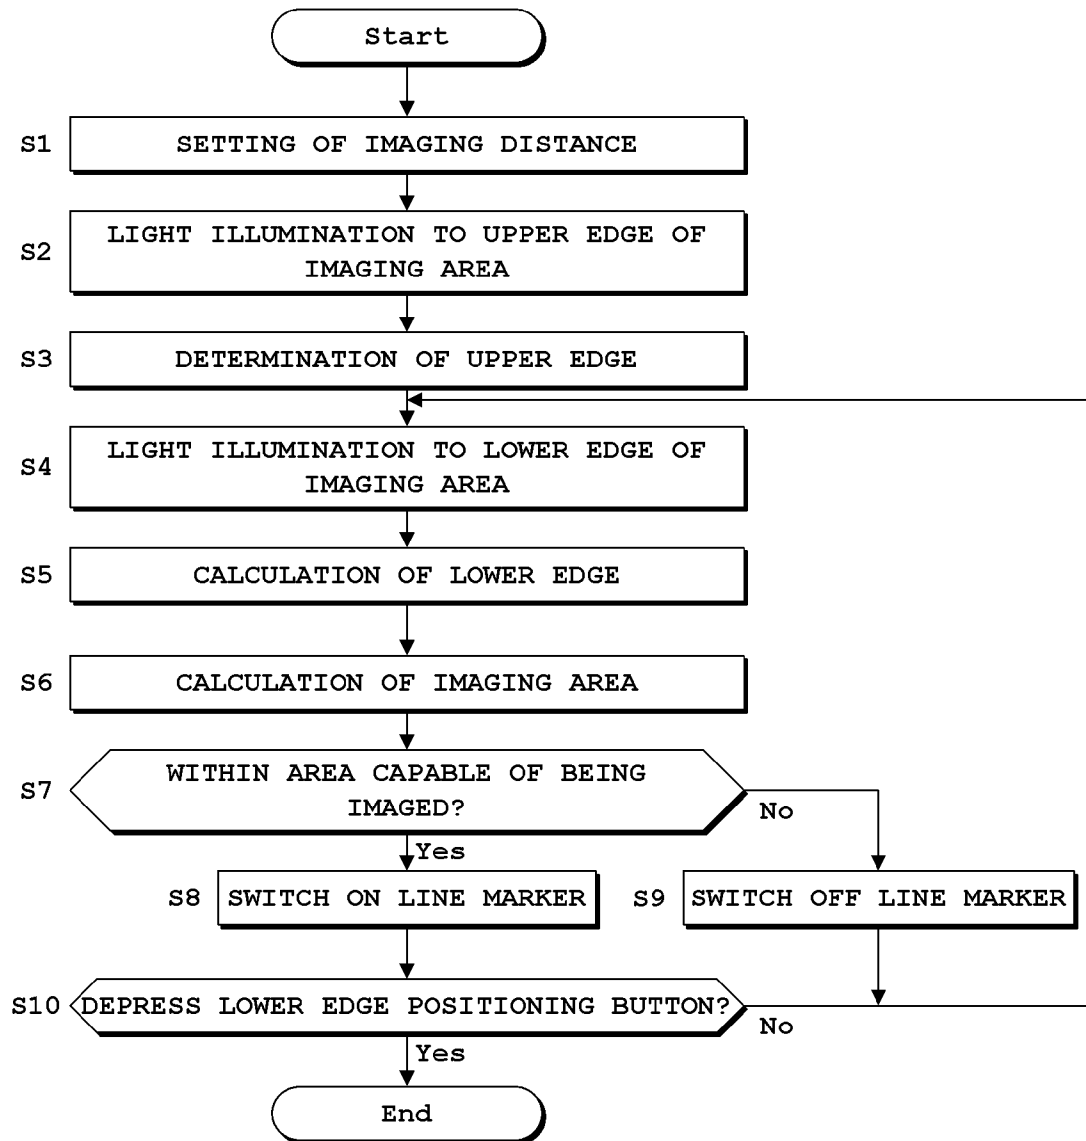 Start
S1
SETTING OF IMAGING DISTANCE
S2
LIGHT ILLUMINATION TO UPPER EDGE OF
IMAGING AREA
S3
DETERMINATION OF UPPER EDGE
S4
LIGHT ILLUMINATION TO LOWER EDGE OF
IMAGING AREA
S5
CALCULATION OF LOWER EDGE
S6
CALCULATION OF IMAGING AREA
S7
WITHIN AREA CAPABLE OF BEING
IMAGED?
No
Yes
S8
SWITCH ON LINE MARKER
S9
SWITCH OFF LINE MARKER
S10
DEPRESS LOWER EDGE POSITIONING BUTTON?
No
Yes
End